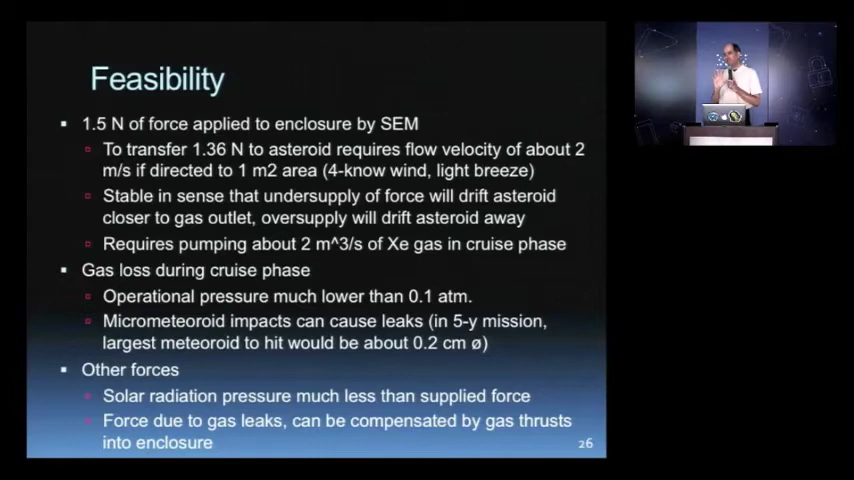 Feasibility
▪ 1.5 N of force applied to enclosure by SEM
▫ To transfer 1.36 N to asteroid requires flow velocity of about 2
m/s if directed to 1 m2 area (4-know wind, light breeze)
▫ Stable in sense that undersupply of force will drift asteroid
closer to gas outlet, oversupply will drift asteroid away
▫ Requires pumping about 2 m^3/s of Xe gas in cruise phase
▪ Gas loss during cruise phase
▫ Operational pressure much lower than 0.1 atm.
▫ Micrometeoroid impacts can cause leaks (in 5-y mission,
largest meteoroid to hit would be about 0.2 cm ø)
▪ Other forces
▫ Solar radiation pressure much less than supplied force
▫ Force due to gas leaks, can be compensated by gas thrusts
into enclosure
26